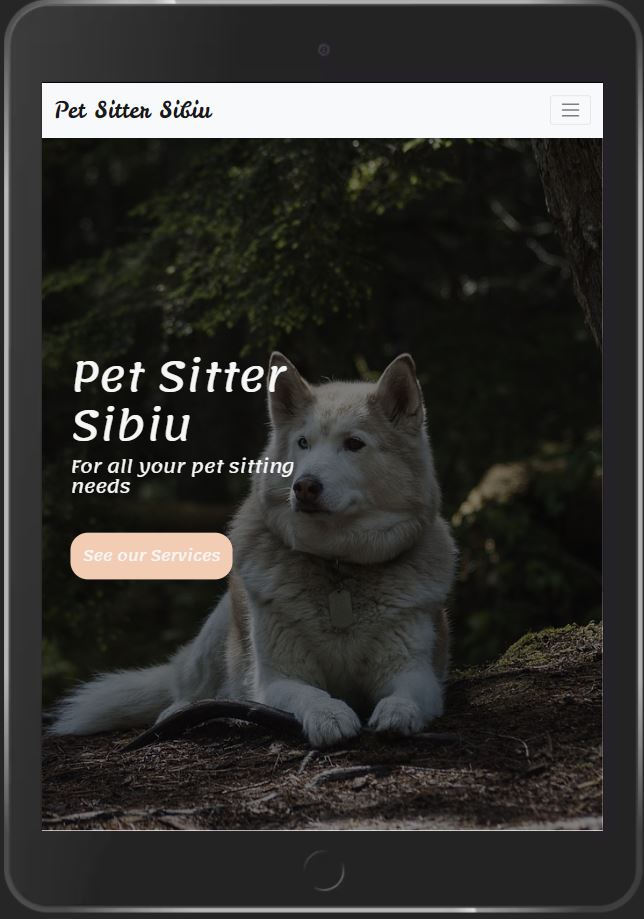 Pet Sitter Sibiu
Pet Sitter
Sibiu
For all your pet sitting
needs
See our Services